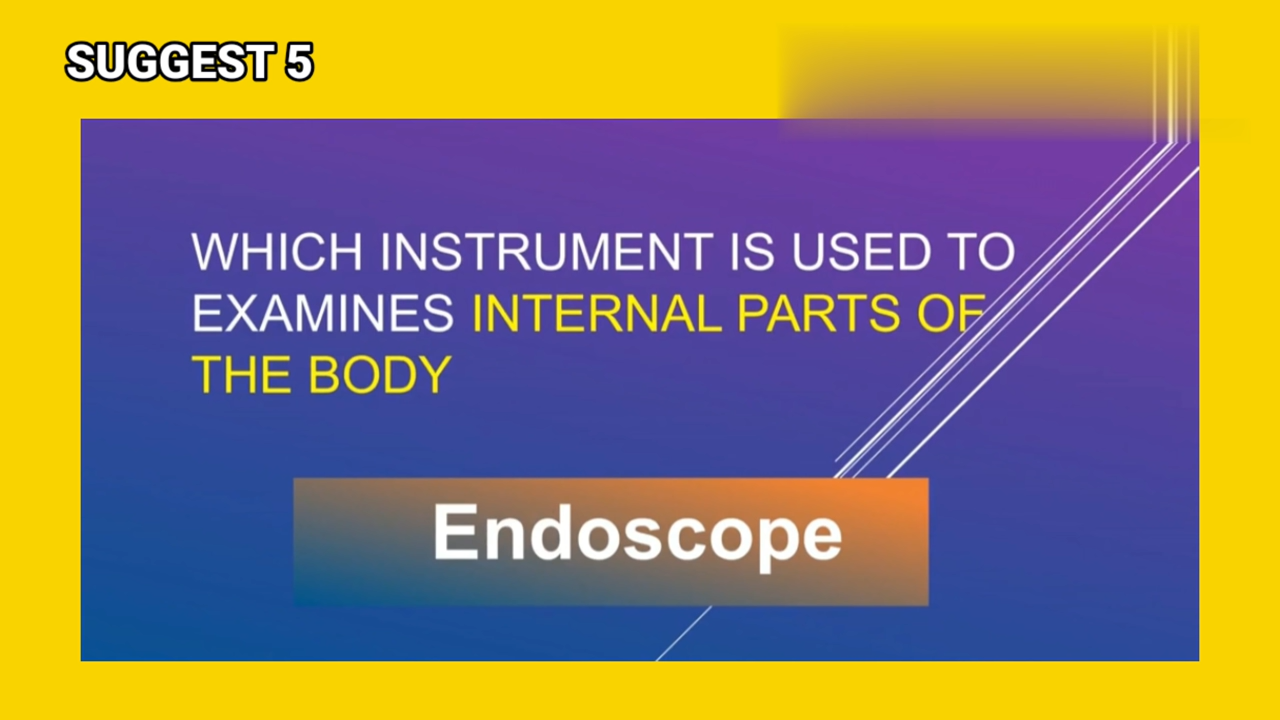 SUGGEST 5
WHICH INSTRUMENT IS USED TO
EXAMINES INTERNAL PARTS OF
THE BODY
Endoscope